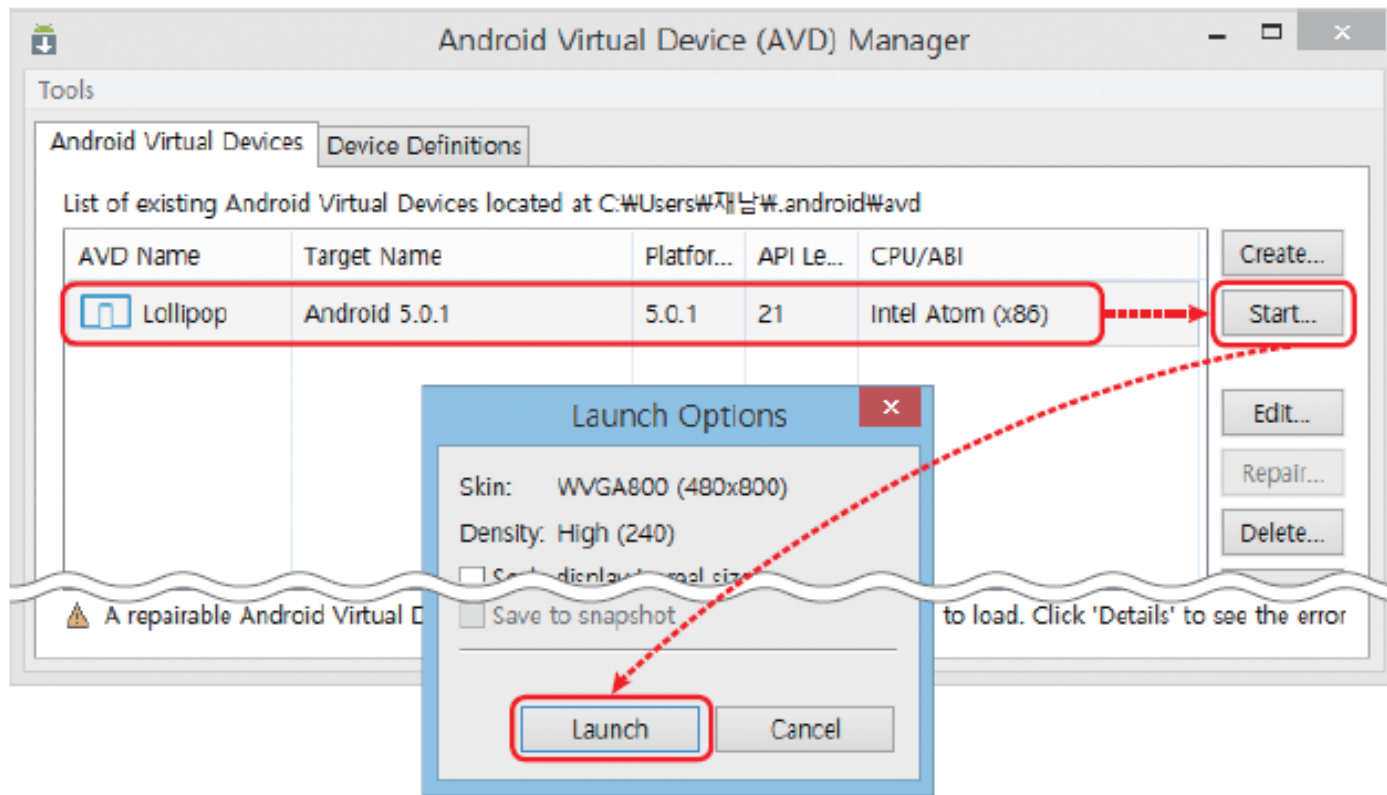 Android Virtual Device (AVD) Manager
Tools
Android Virtual Devices
Device Definitions
List of existing Android Virtual Devices located at C:₩Users₩재남₩.android₩avd
AVD Name Target Name Platfor... API Le... CPU/ABI
Create...
Lollipop Android 5.0.1 5.0.1 21 Intel Atom (x86)
Start...
Edit...
Repair...
Delete...
Launch Options
Skin: WVGA800 (480x800)
Density: High (240)
display real
Save to snapshot
Launch Cancel
A repairable Android Virtual
to load. Click 'Details' to see the error